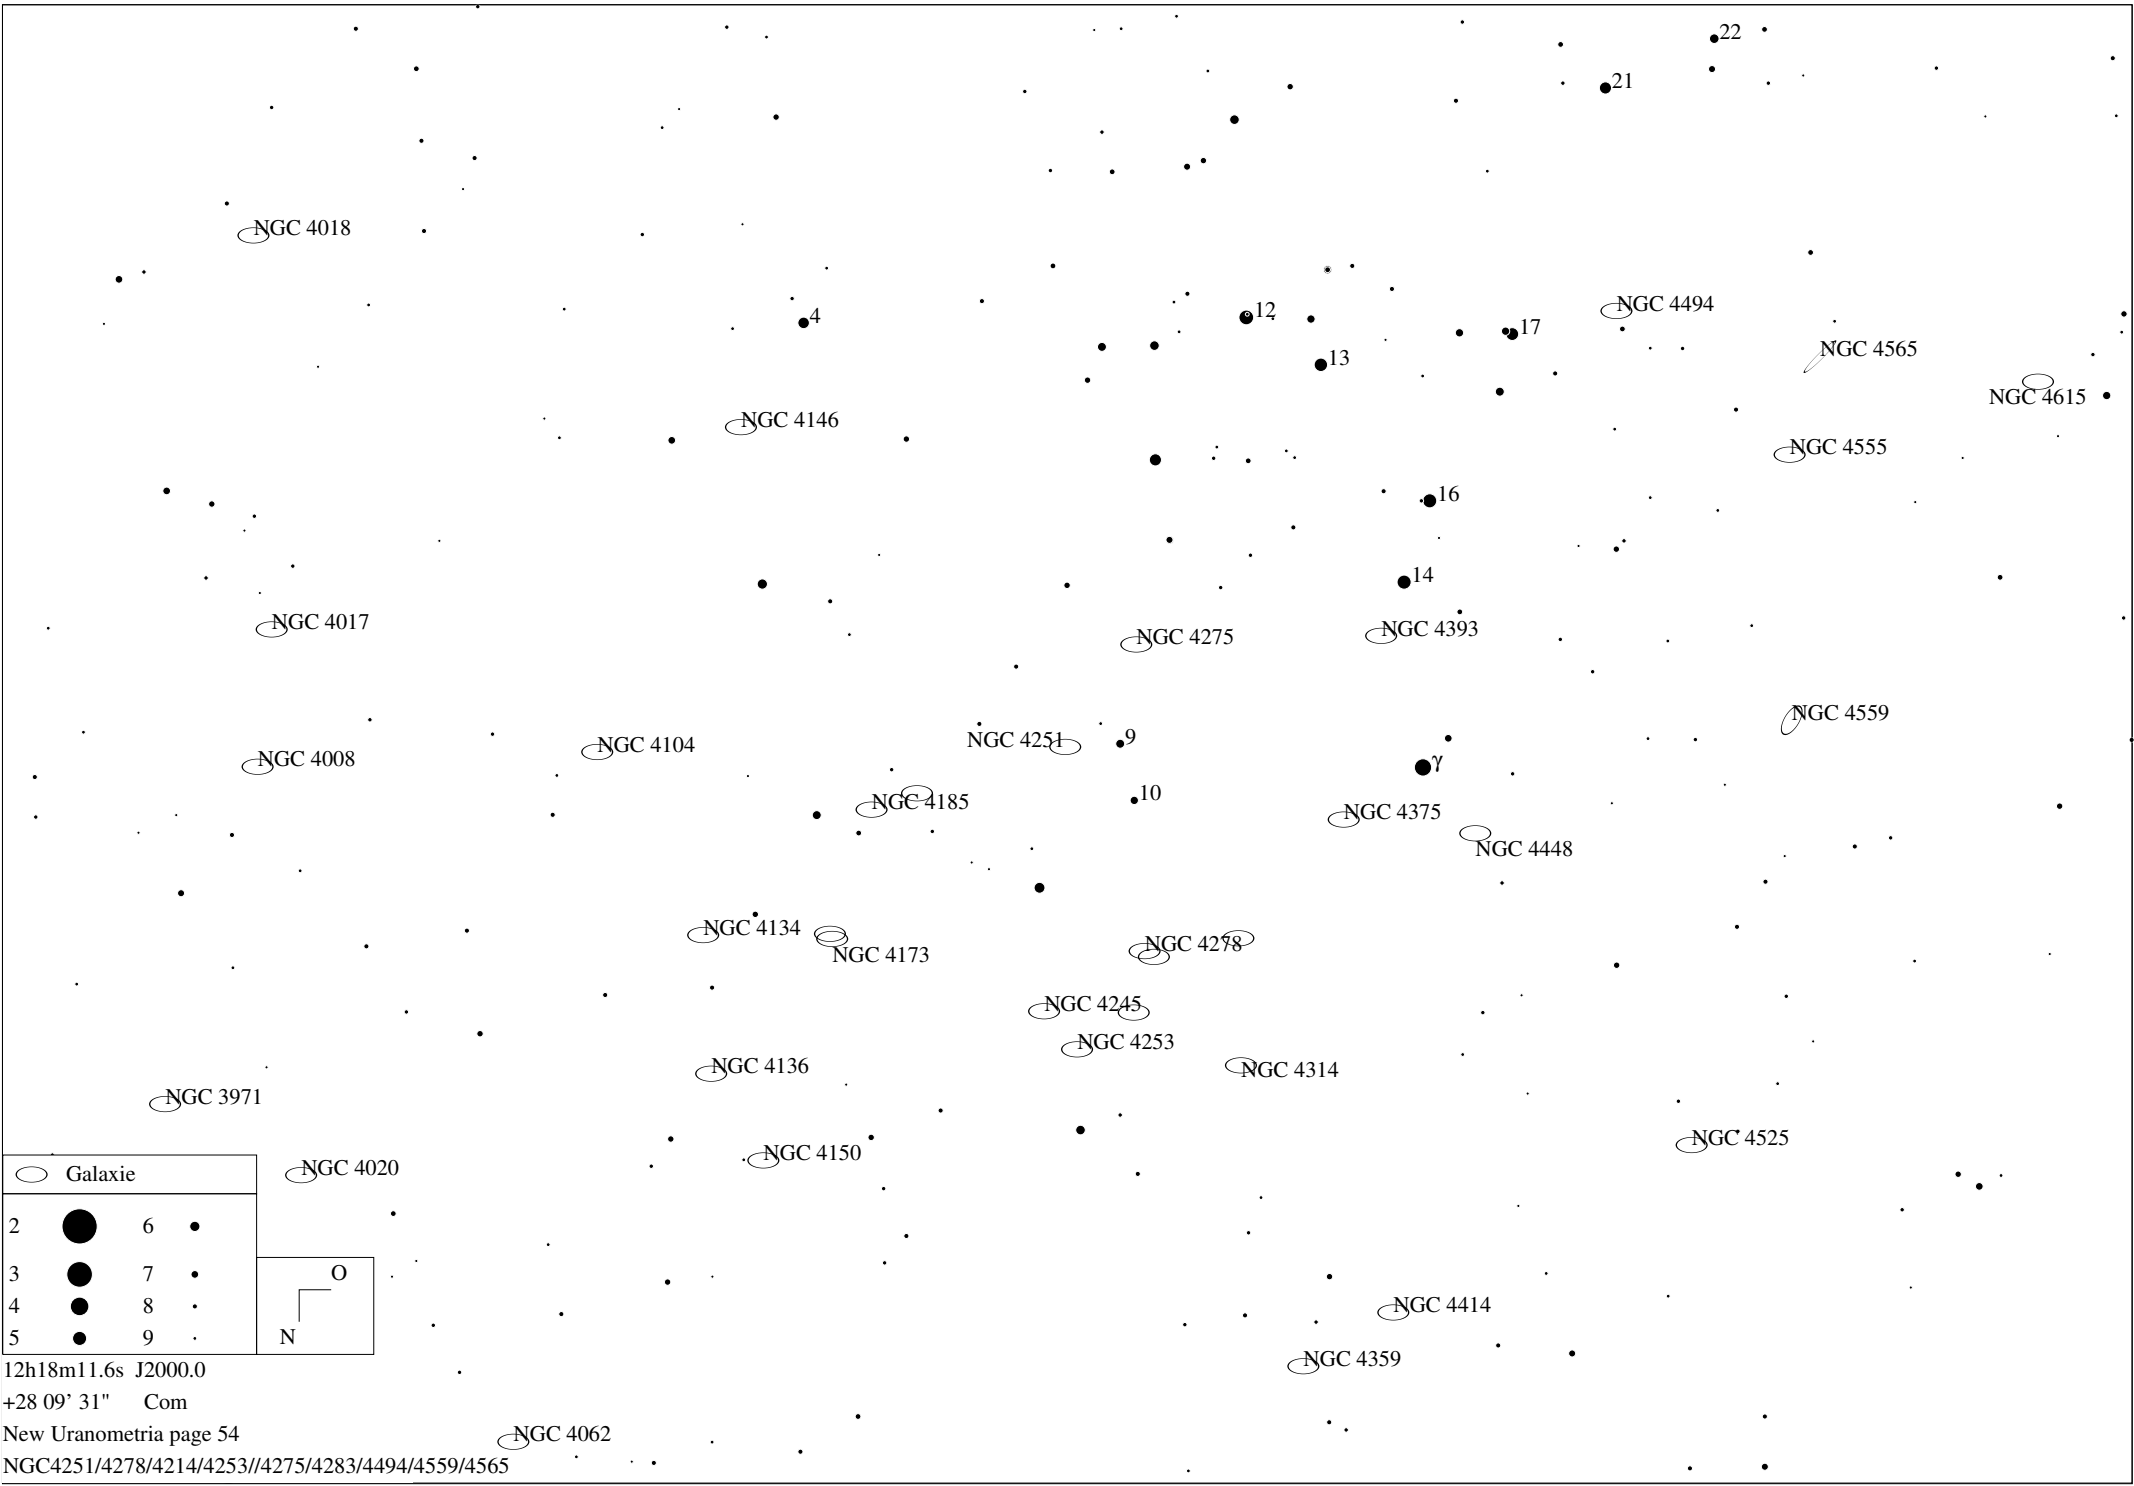 22
21
NGC 4018
12
4
17
NGC 4494
13
NGC 4565
NGC 4615
NGC 4146
NGC 4555
16
14
NGC 4017
NGC 4275
NGC 4393
NGC 4559
NGC 4104
NGC 4251
9
NGC 4008
γ
10
NGC 4185
NGC 4375
NGC 4448
NGC 4134
NGC 4173
NGC 4278
NGC 4245
NGC 4253
NGC 4136
NGC 4314
NGC 3971
NGC 4525
NGC 4150
NGC 4020
Galaxie
2 6
3 7
4 8
5 9
O
N
NGC 4414
NGC 4359
12h18m11.6s J2000.0
+28 09' 31" Com
New Uranometria page 54
NGC 4062
NGC4251/4278/4214/4253//4275/4283/4494/4559/4565